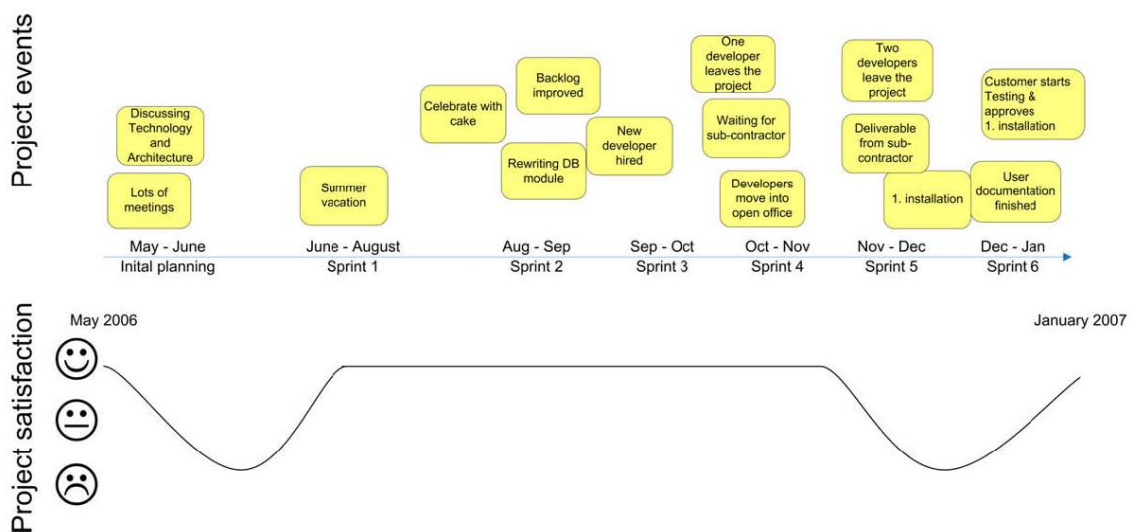 Project events
Discussing
Technology
and
Architecture
Lots of
meetings
Summer
vacation
Celebrate with
cake
Backlog
improved
Rewriting DB
module
New
developer
hired
One
developer
leaves the
project
Waiting for
sub-contractor
Developers
move into
open office
Two
developers
leave the
project
Deliverable
from sub-
contractor
1. installation
Customer starts
Testing &
approves
1. installation
User
documentation
finished
May - June
Inital planning
June - August
Sprint 1
Aug - Sep
Sprint 2
Sep - Oct
Sprint 3
Oct - Nov
Sprint 4
Nov - Dec
Sprint 5
Dec - Jan
Sprint 6
Project satisfaction
May 2006
January 2007